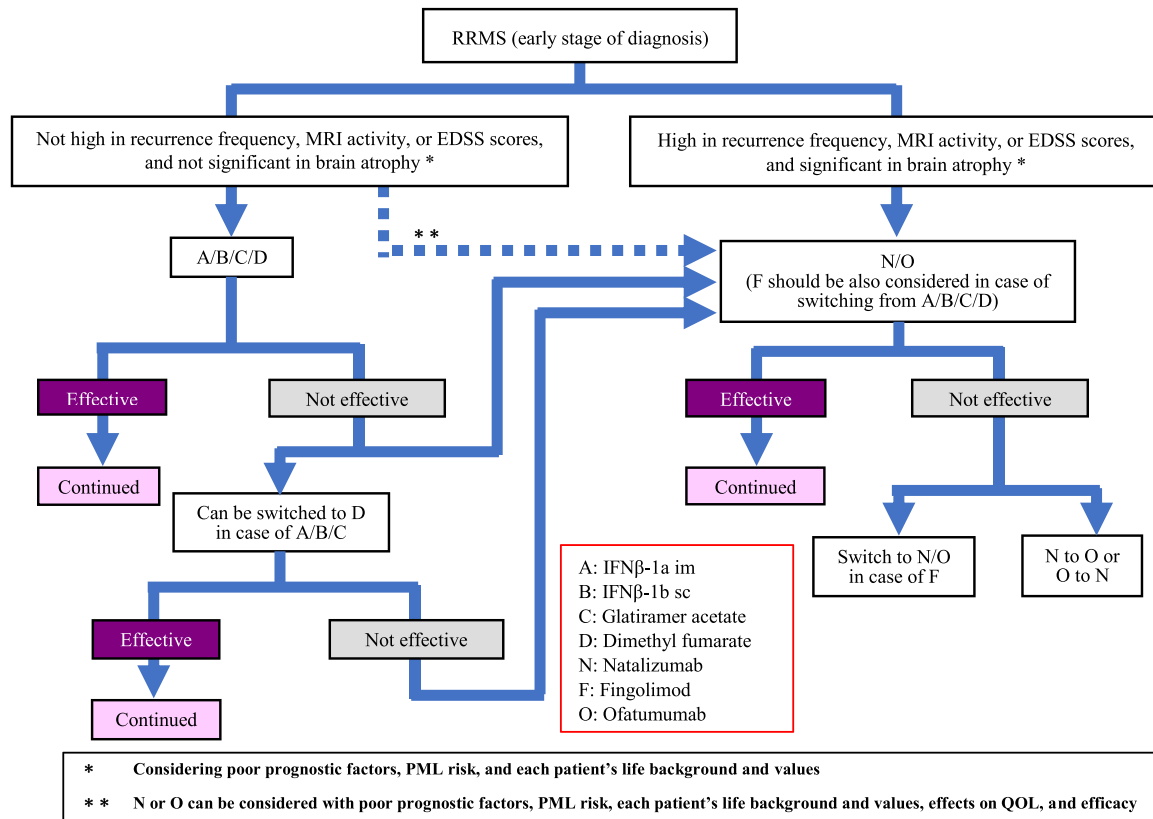 RRMS (early stage of diagnosis)
Not high in recurrence frequency, MRI activity, or EDSS scores,
and not significant in brain atrophy *
High in recurrence frequency, MRI activity, or EDSS scores,
and significant in brain atrophy *
* *
A/B/C/D
N/O
(F should be also considered in case of
switching from A/B/C/D)
Effective
Not effective
Effective
Not effective
Continued
Continued
Can be switched to D
in case of A/B/C
Switch to N/O
in case of F
N to O or
O to N
A: IFNβ-1a im
B: IFNβ-1b sc
C: Glatiramer acetate
D: Dimethyl fumarate
N: Natalizumab
F: Fingolimod
O: Ofatumumab
Effective
Not effective
Continued
* Considering poor prognostic factors, PML risk, and each patient's life background and values
* * N or O can be considered with poor prognostic factors, PML risk, each patient's life background and values, effects on QOL, and efficacy